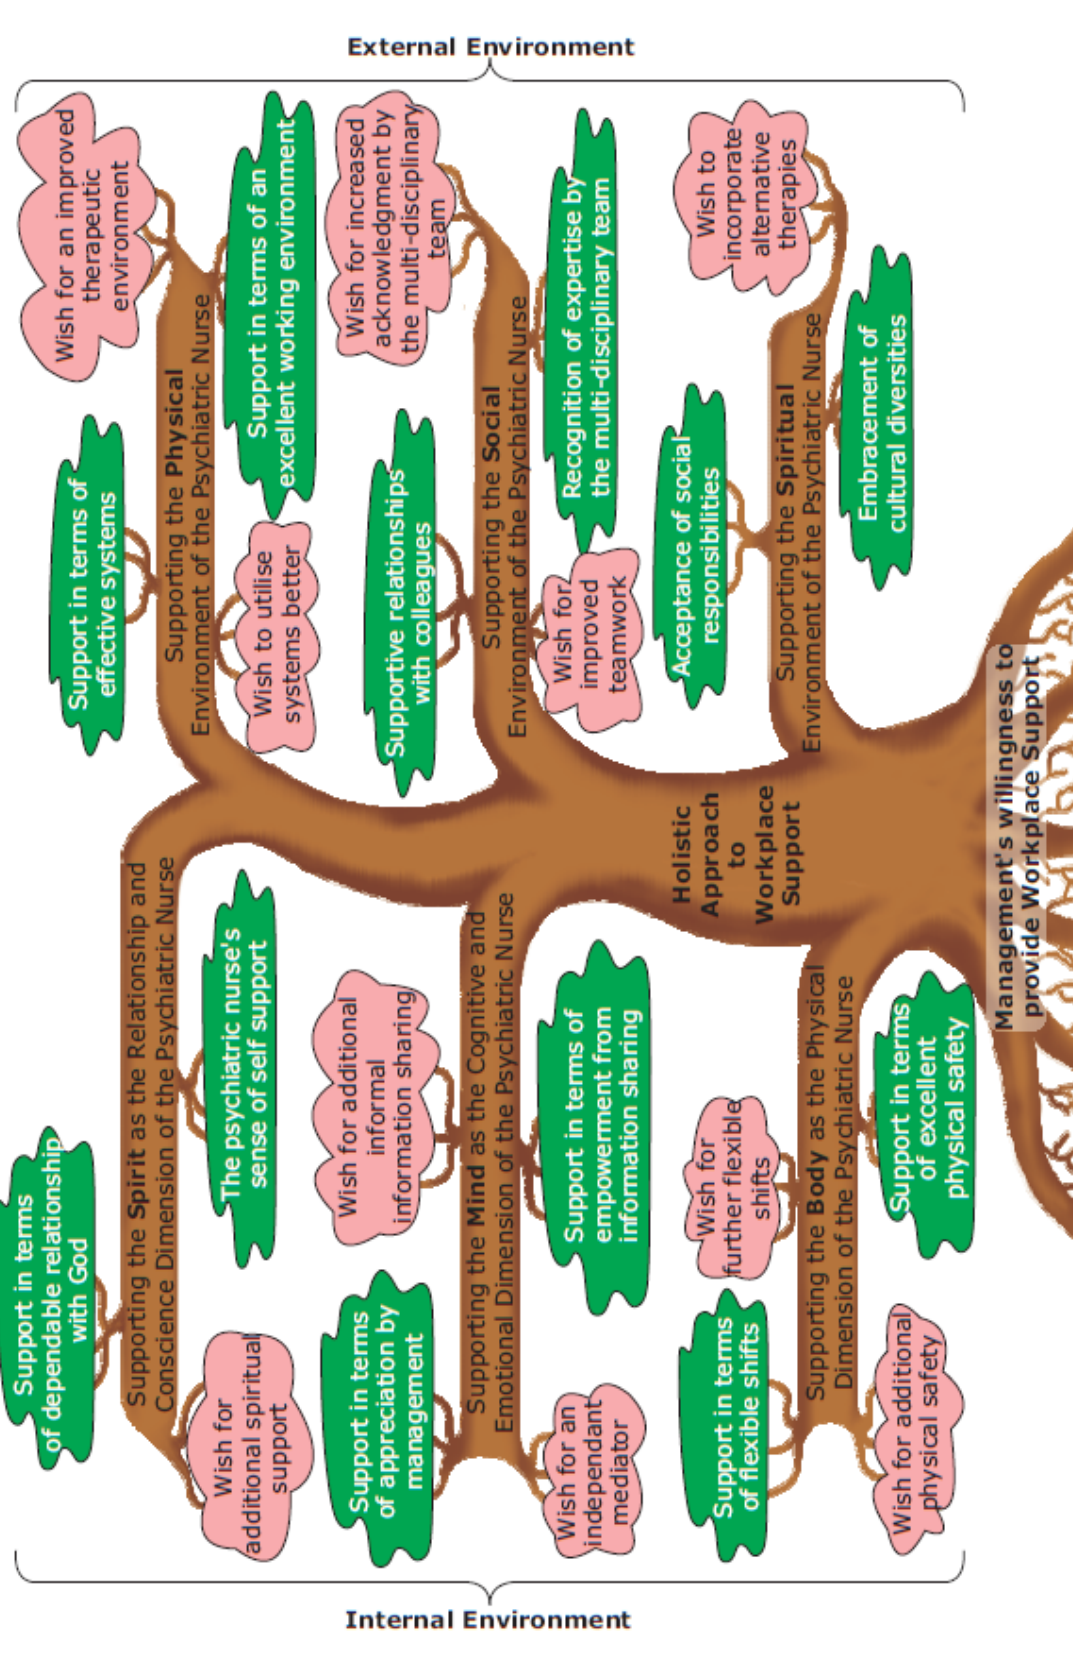 External Environment
Wish for an improved
therapeutic
environment
Support in terms of
effective systems
Supporting the Physical
Environment of the Psychiatric Nurse
Support in terms of an
excellent working environment
Wish to utilise
systems better
Wish for increased
acknowledgment by
the multi-disciplinary
team
Supportive relationships
with colleagues
Supporting the Social
Environment of the Psychiatric Nurse
Recognition of expertise by
the multi-disciplinary team
Wish for
improved
teamwork
Wish to
incorporate
alternative
therapies
Acceptance of social
responsibilities
Supporting the Spiritual
Environment of the Psychiatric Nurse
Embracement of
cultural diversities
Holistic
Approach
to
Workplace
Support
Management's willingness to
provide Workplace Support
Support in terms
of dependable relationship
with God
Supporting the Spirit as the Relationship and
Conscience Dimension of the Psychiatric Nurse
The psychiatric nurse's
sense of self support
Wish for
additional spiritual
support
Wish for additional
informal
information sharing
Support in terms
of appreciation by
management
Supporting the Mind as the Cognitive and
Emotional Dimension of the Psychiatric Nurse
Support in terms of
empowerment from
information sharing
Wish for an
independant
mediator
Wish for
further flexible
shifts
Support in terms
of flexible shifts
Supporting the Body as the Physical
Dimension of the Psychiatric Nurse
Support in terms
of excellent
physical safety
Wish for additional
physical safety
Internal Environment